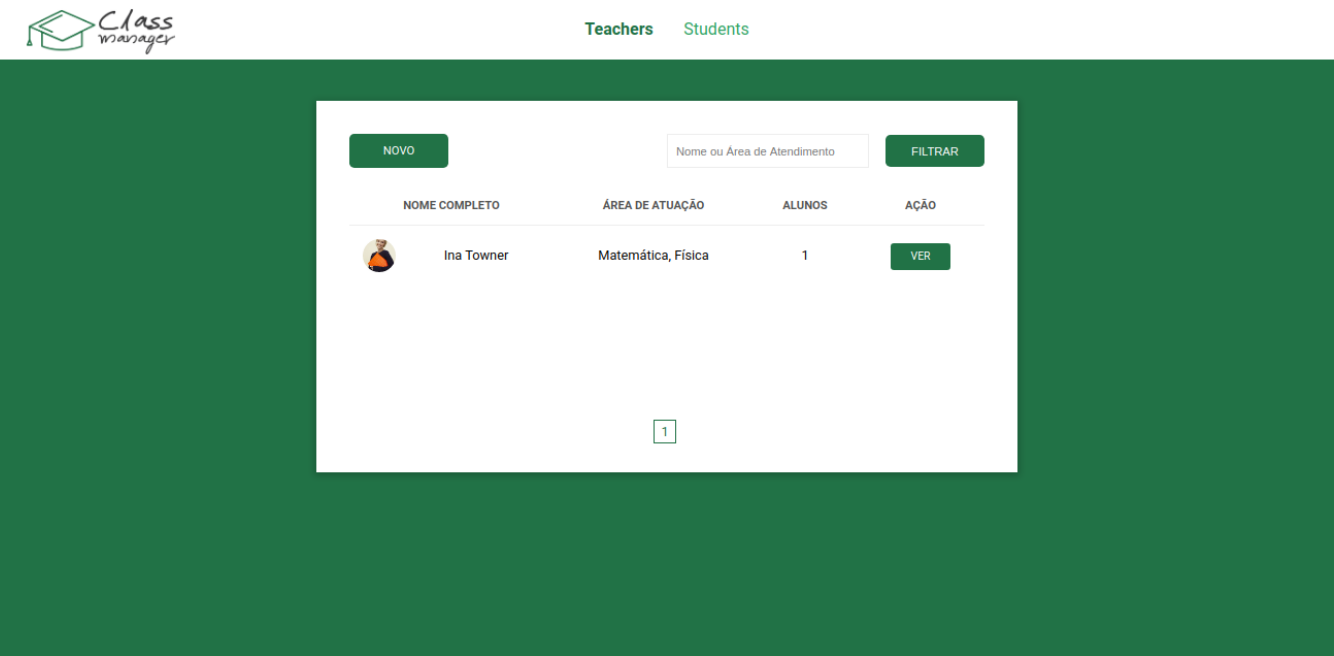 Class
manager
Teachers Students
NOVO Nome ou Área de Atendimento FILTRAR
NOME COMPLETO ÁREA DE ATUAÇÃO ALUNOS AÇÃO
Ina Towner Matemática, Física 1 VER
1